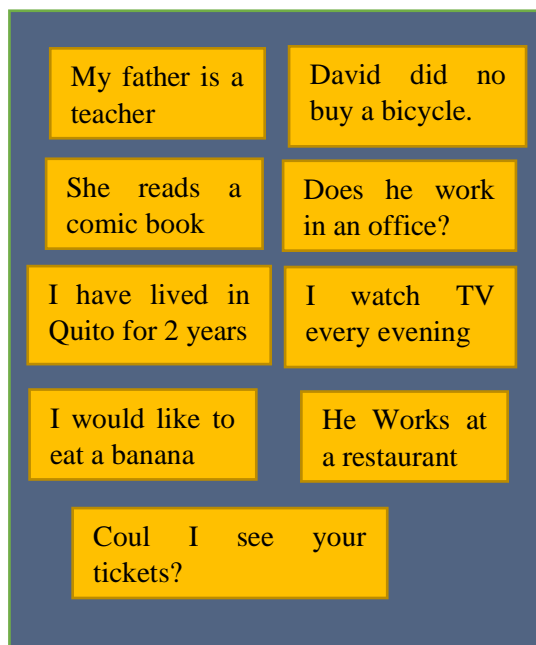 My father is a
teacher
David did no
buy a bicycle.
She reads a
comic book
Does he work
in an office?
I have lived in
Quito for 2 years
I watch TV
every evening
I would like to
eat a banana
He Works at
a restaurant
Coul I see your
tickets?